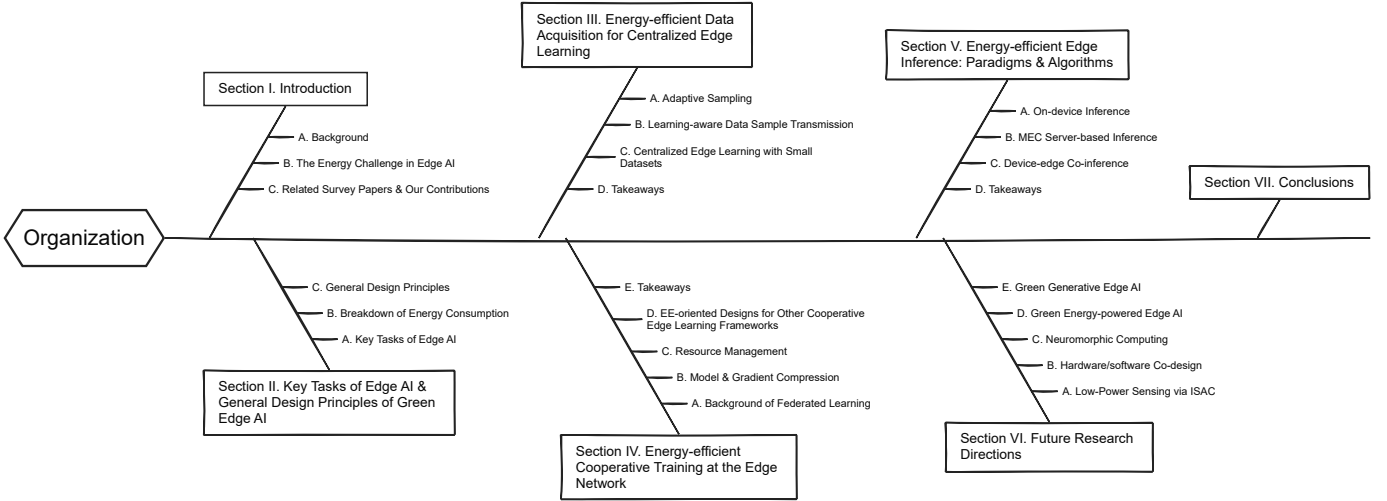 Organization
Section I. Introduction
A. Background
B. The Energy Challenge in Edge AI
C. Related Survey Papers & Our Contributions
C. General Design Principles
B. Breakdown of Energy Consumption
A. Key Tasks of Edge AI
Section II. Key Tasks of Edge AI &
General Design Principles of Green
Edge AI
Section III. Energy-efficient Data
Acquisition for Centralized Edge
Learning
A. Adaptive Sampling
B. Learning-aware Data Sample Transmission
C. Centralized Edge Learning with Small
Datasets
D. Takeaways
E. Takeaways
D. EE-oriented Designs for Other Cooperative
Edge Learning Frameworks
C. Resource Management
B. Model & Gradient Compression
A. Background of Federated Learning
Section IV. Energy-efficient
Cooperative Training at the Edge
Network
Section V. Energy-efficient Edge
Inference: Paradigms & Algorithms
A. On-device Inference
B. MEC Server-based Inference
C. Device-edge Co-inference
D. Takeaways
E. Green Generative Edge AI
D. Green Energy-powered Edge AI
C. Neuromorphic Computing
B. Hardware/software Co-design
A. Low-Power Sensing via ISAC
Section VI. Future Research
Directions
Section VII. Conclusions